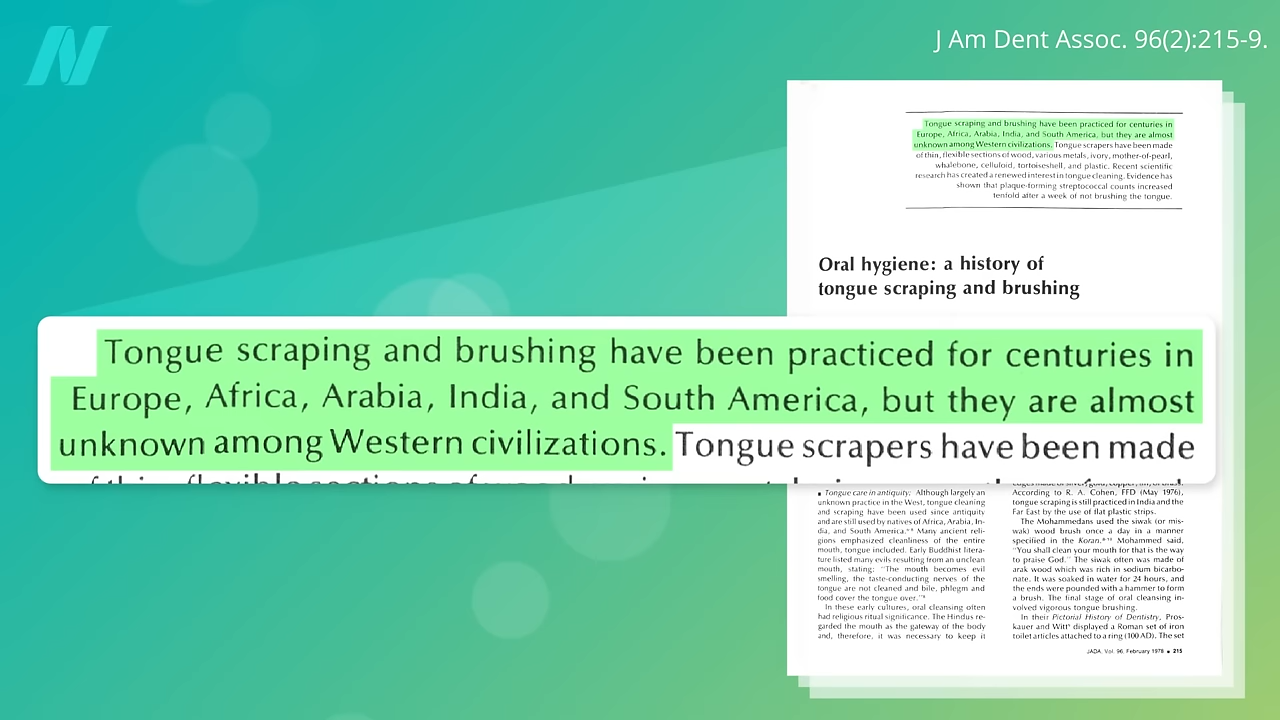 J Am Dent Assoc. 96(2):215-9.
Tongue scraping and brushing have been practiced for centuries in
Europe, Africa, Arabia, India, and South America, but they are almost
unknown among Western civilizations. Tongue scrapers have been made
of thin, flexible sections of wood, various metals, ivory, mother-of-pearl,
whalebone, celluloid, tortoiseshell, and plastic. Recent scientific
research has created a renewed interest in tongue cleaning. Evidence has
shown that plaque-forming streptococcal counts increased
tenfold after a week of not brushing the tongue.
Oral hygiene: a history of
tongue scraping and brushing
Tongue scraping and brushing have been practiced for centuries in
Europe, Africa, Arabia, India, and South America, but they are almost
unknown among Western civilizations. Tongue scrapers have been made
■ Tongue care in antiquity: Although largely an
unknown practice in the West, tongue cleaning
and scraping have been used since antiquity
and are still used by natives of Africa, Arabia, In-
dia, and South America. Many ancient reli-
gions emphasized cleanliness of the entire
mouth, tongue included. Early Buddhist litera-
ture listed many evils resulting from an unclean
mouth, stating: "The mouth becomes evil
smelling, the taste-conducting nerves of the
tongue are not cleaned and bile, phlegm and
food cover the tongue over."
In these early cultures, oral cleansing often
had religious ritual significance. The Hindus re-
garded the mouth as the gateway of the body
and, therefore, it was necessary to keep it
According to R. A. Cohen, FFD (May 1976),
tongue scraping is still practiced in India and the
Far East by the use of flat plastic strips.
The Mohammedans used the siwak (or mis-
wak) wood brush once a day in a manner
specified in the Koran. Mohammed said,
"You shall clean your mouth for that is the way
to praise God." The siwak often was made of
arak wood which was rich in sodium bicarbo-
nate. It was soaked in water for 24 hours, and
the ends were pounded with a hammer to form
a brush. The final stage of oral cleansing in-
volved vigorous tongue brushing.
In their Pictorial History of Dentistry, Pros-
kauer and Witt displayed a Roman set of iron
toilet articles attached to a ring (100 AD). The set
JADA, Vol. 96, February 1978 ■ 215